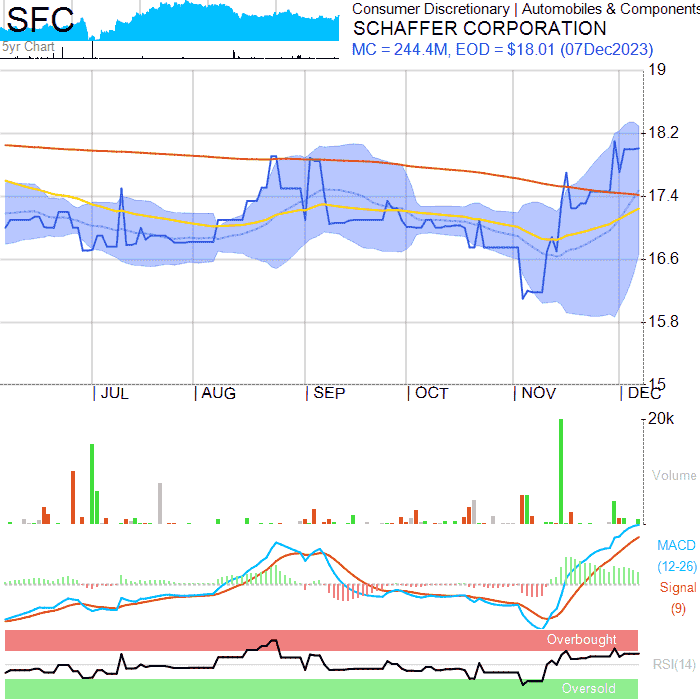 SFC
5yr Chart
Consumer Discretionary | Automobiles & Components
SCHAFFER CORPORATION
MC = 244.4M, EOD = $18.01 (07Dec2023)
19
18.2
17.4
16.6
15.8
15
JUL AUG SEP OCT NOV DEC
20k
Volume
MACD
(12-26)
Signal
(9)
Overbought
RSI(14)
Oversold